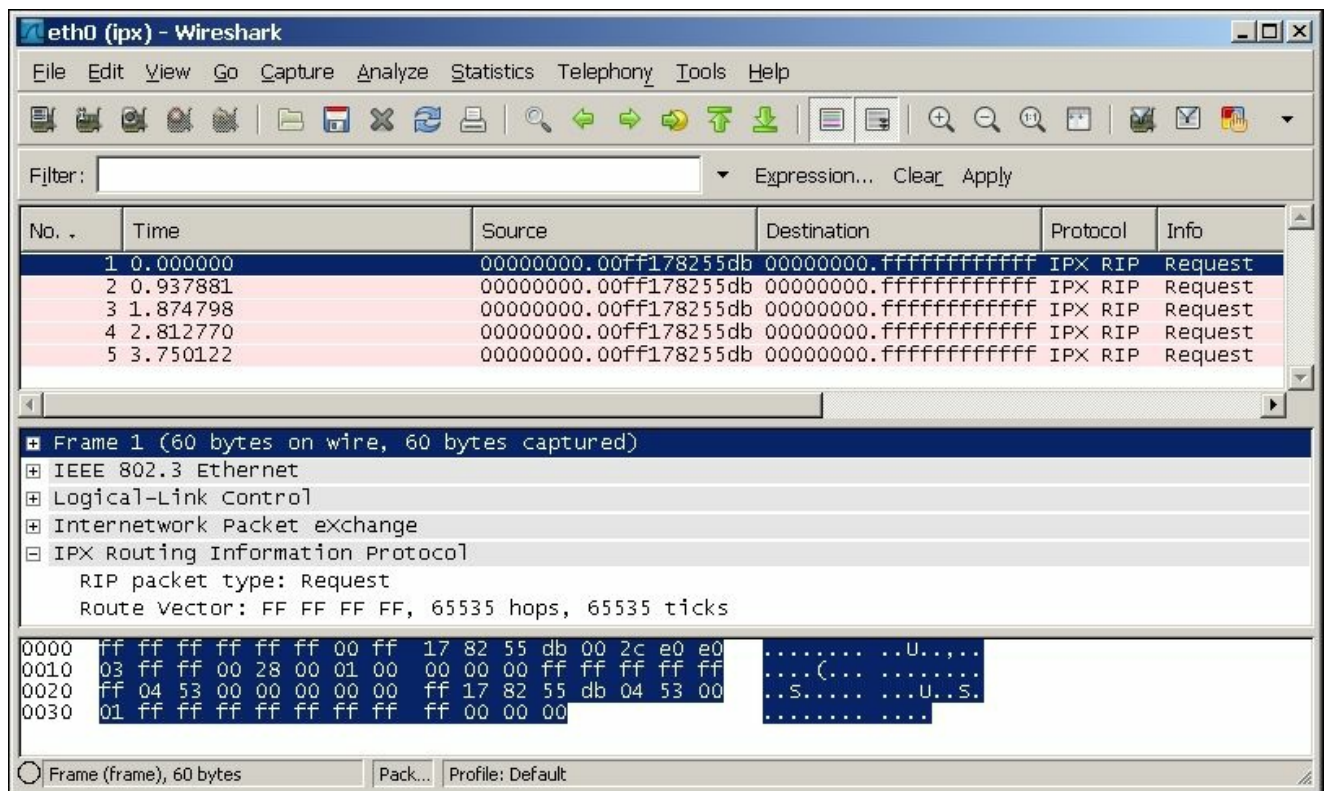 eth0 (ipx) - Wireshark
File Edit View Go Capture Analyze Statistics Telephony Tools Help
Filter: Expression... Clear Apply
No. . Time Source Destination Protocol Info
1 0.000000 00000000.00ff178255db 00000000.ffffffffffff IPX RIP Request
2 0.937881 00000000.00ff178255db 00000000.ffffffffffff IPX RIP Request
3 1.874798 00000000.00ff178255db 00000000.ffffffffffff IPX RIP Request
4 2.812770 00000000.00ff178255db 00000000.ffffffffffff IPX RIP Request
5 3.750122 00000000.00ff178255db 00000000.ffffffffffff IPX RIP Request
Frame 1 (60 bytes on wire, 60 bytes captured)
IEEE 802.3 Ethernet
Logical-Link Control
Internetwork Packet eXchange
IPX Routing Information Protocol
RIP packet type: Request
Route Vector: FF FF FF FF, 65535 hops, 65535 ticks
0000 ff ff ff ff ff ff 00 ff 17 82 55 db 00 2c e0 e0 ........ ..U..,..
0010 03 ff ff 00 28 00 01 00 00 00 00 ff ff ff ff ff ....(... ........
0020 ff 04 53 00 00 00 00 00 ff 17 82 55 db 04 53 00 ..S..... ...U..S.
0030 01 ff ff ff ff ff ff ff ff 00 00 00 ........ ....
Frame (frame), 60 bytes Pack... Profile: Default